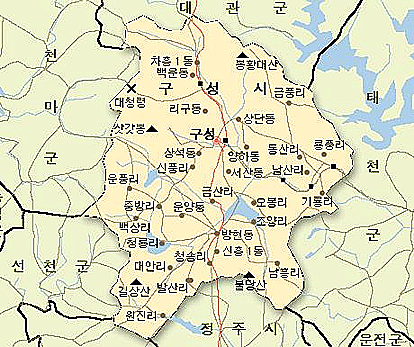 대관군
차흥1동
백운동
봉황대산
구성시
금풍리
대청령
리구동
상단동
삿갓봉
구성
천마군
태천군
상석동
양하동
통산리
룡풍리
신풍리
서산동
남산리
운풍리
금산리
기룡리
중방리
운양동
오봉리
백상리
조양리
청룡리
방현동
신흥1동
대안리
청송리
남흥리
선천군
길상산
발산리
불탑산
원진리
정주시
운전군